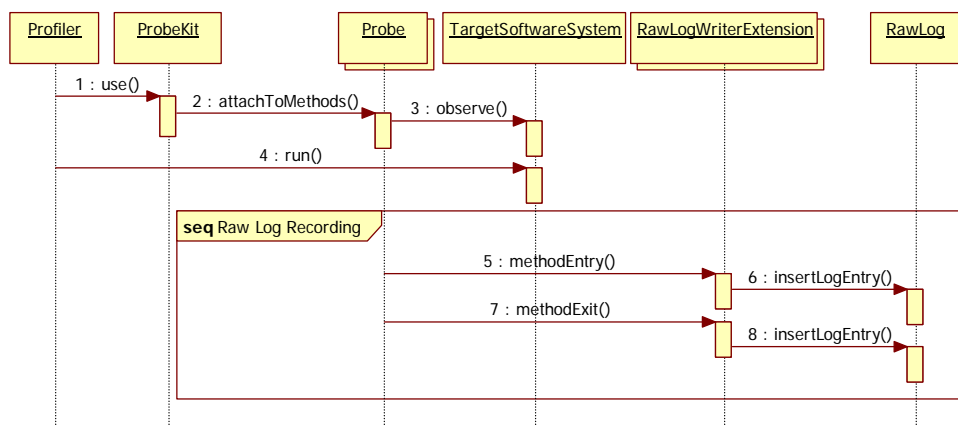 Profiler
ProbeKit
Probe
TargetSoftwareSystem
RawLogWriterExtension
RawLog
1 : use()
2 : attachToMethods()
3 : observe()
4 : run()
seq Raw Log Recording
5 : methodEntry()
6 : insertLogEntry()
7 : methodExit()
8 : insertLogEntry()